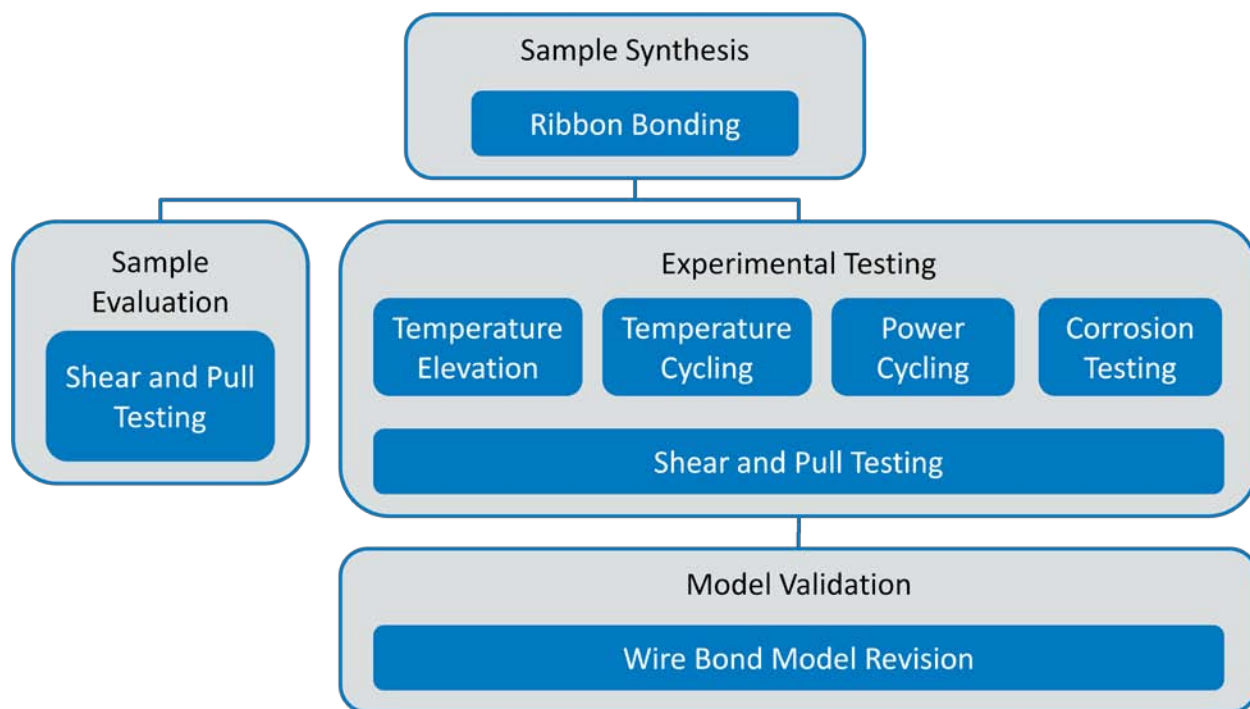 Sample Synthesis
Ribbon Bonding
Sample
Evaluation
Shear and Pull
Testing
Experimental Testing
Temperature
Elevation
Temperature
Cycling
Power
Cycling
Corrosion
Testing
Shear and Pull Testing
Model Validation
Wire Bond Model Revision